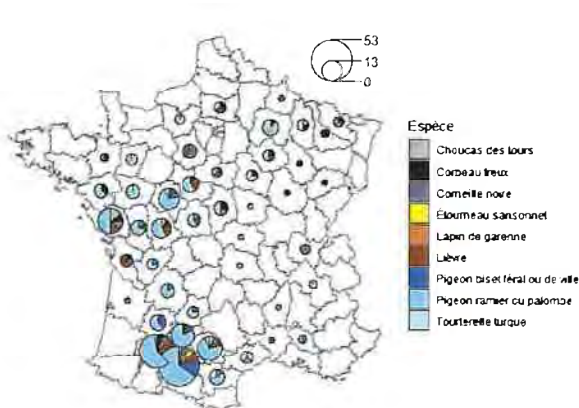 53
13
0
Espèce
Choucas des tours
Corbeau freux
Corneille noire
Étourneau sansonnet
Lapin de garenne
Lièvre
Pigeon biset féral ou de ville
Pigeon ramier ou palombe
Tourterelle turque